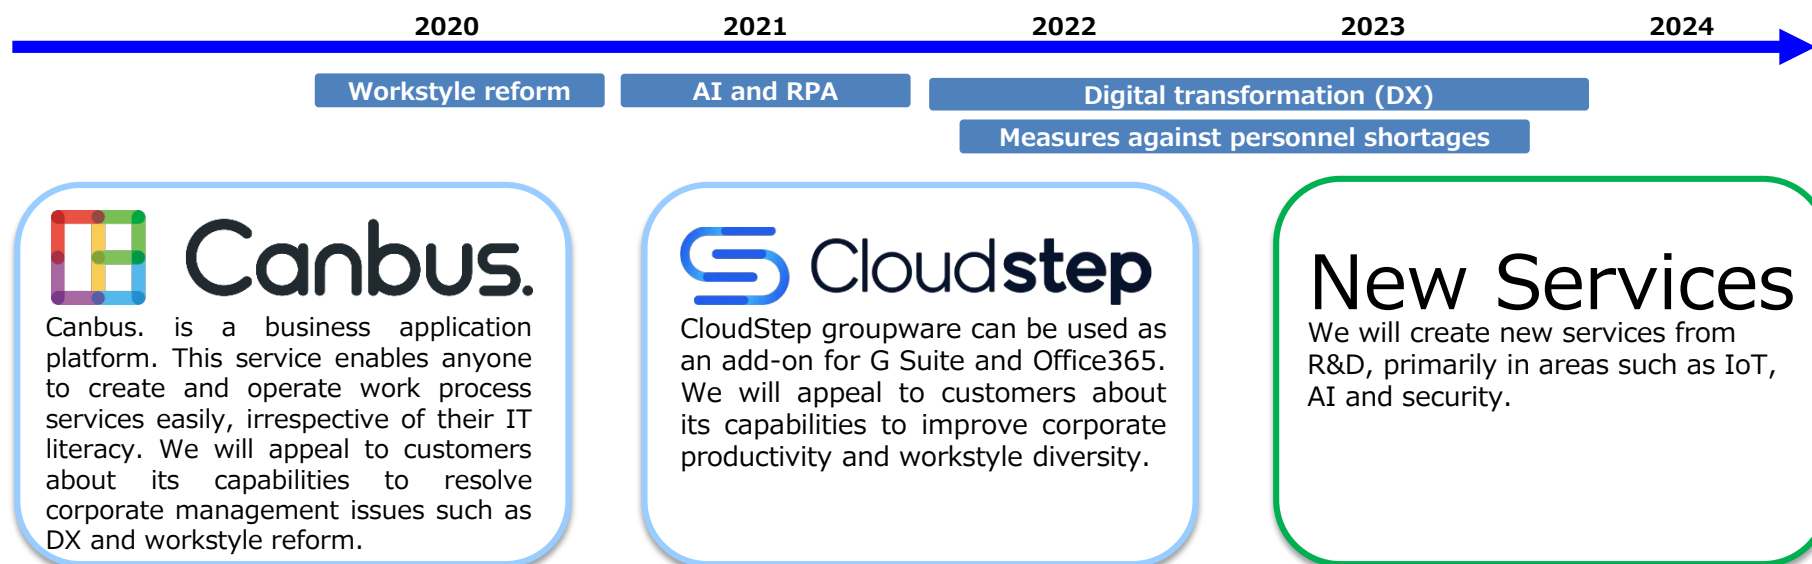 2020 2021 2022 2023 2024
Workstyle reform
AI and RPA
Digital transformation (DX)
Measures against personnel shortages
Canbus.
Canbus. is a business application
platform. This service enables anyone
to create and operate work process
services easily, irrespective of their IT
literacy. We will appeal to customers
about its capabilities to resolve
corporate management issues such as
DX and workstyle reform.
Cloudstep
CloudStep groupware can be used as
an add-on for G Suite and Office365.
We will appeal to customers about
its capabilities to improve corporate
productivity and workstyle diversity.
New Services
We will create new services from
R&D, primarily in areas such as IoT,
AI and security.